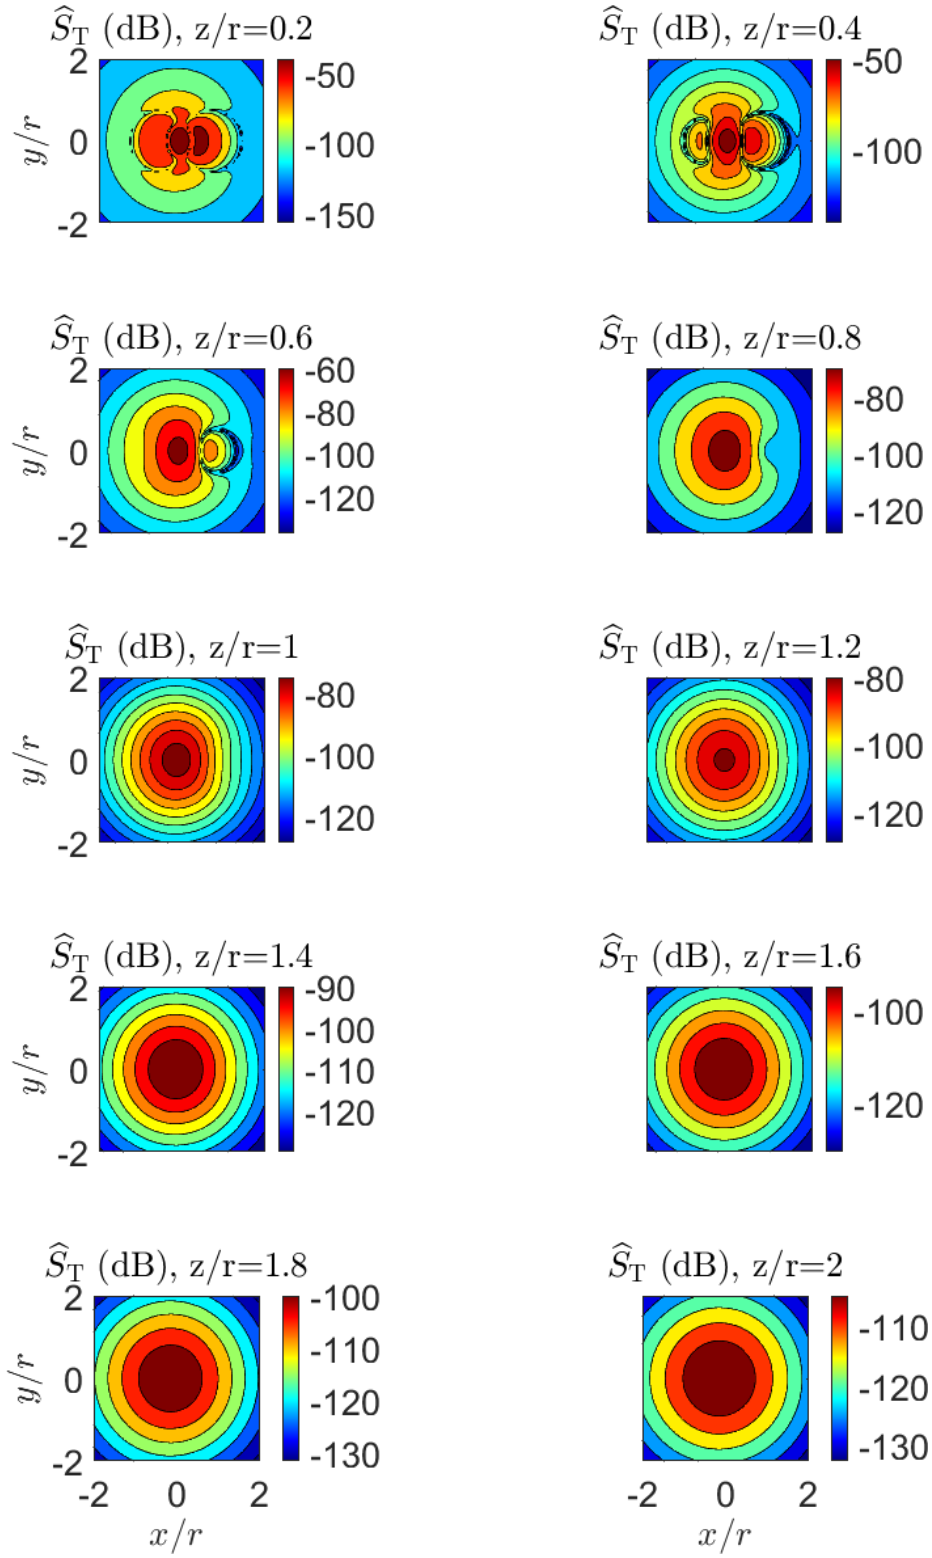 Ŝ_T (dB), z/r=0.2
Ŝ_T (dB), z/r=0.4
2
0
-2
y/r
-50
-100
-150
-50
-100
Ŝ_T (dB), z/r=0.6
Ŝ_T (dB), z/r=0.8
2
0
-2
y/r
-60
-80
-100
-120
-80
-100
-120
Ŝ_T (dB), z/r=1
Ŝ_T (dB), z/r=1.2
2
0
-2
y/r
-80
-100
-120
-80
-100
-120
Ŝ_T (dB), z/r=1.4
Ŝ_T (dB), z/r=1.6
2
0
-2
y/r
-90
-100
-110
-120
-100
-120
Ŝ_T (dB), z/r=1.8
Ŝ_T (dB), z/r=2
2
0
-2
y/r
-100
-110
-120
-130
-110
-120
-130
-2 0 2
-2 0 2
x/r
x/r